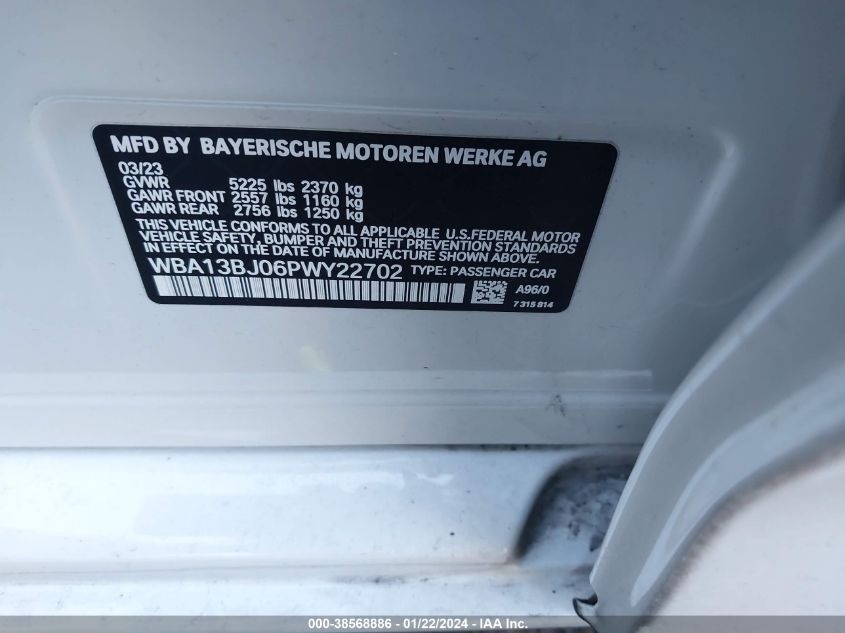 MFD BY BAYERISCHE MOTOREN WERKE AG
03/23
GVWR 5225 lbs 2370 kg
GAWR FRONT 2557 lbs 1160 kg
GAWR REAR 2756 lbs 1250 kg
THIS VEHICLE CONFORMS TO ALL APPLICABLE U.S.FEDERAL MOTOR
VEHICLE SAFETY, BUMPER AND THEFT PREVENTION STANDARDS
IN EFFECT ON THE DATE OF MANUFACTURE SHOWN ABOVE.
WBA13BJ06PWY22702 TYPE: PASSENGER CAR
A96/0
7 315 814
000-38568886 - 01/22/2024 - IAA Inc.